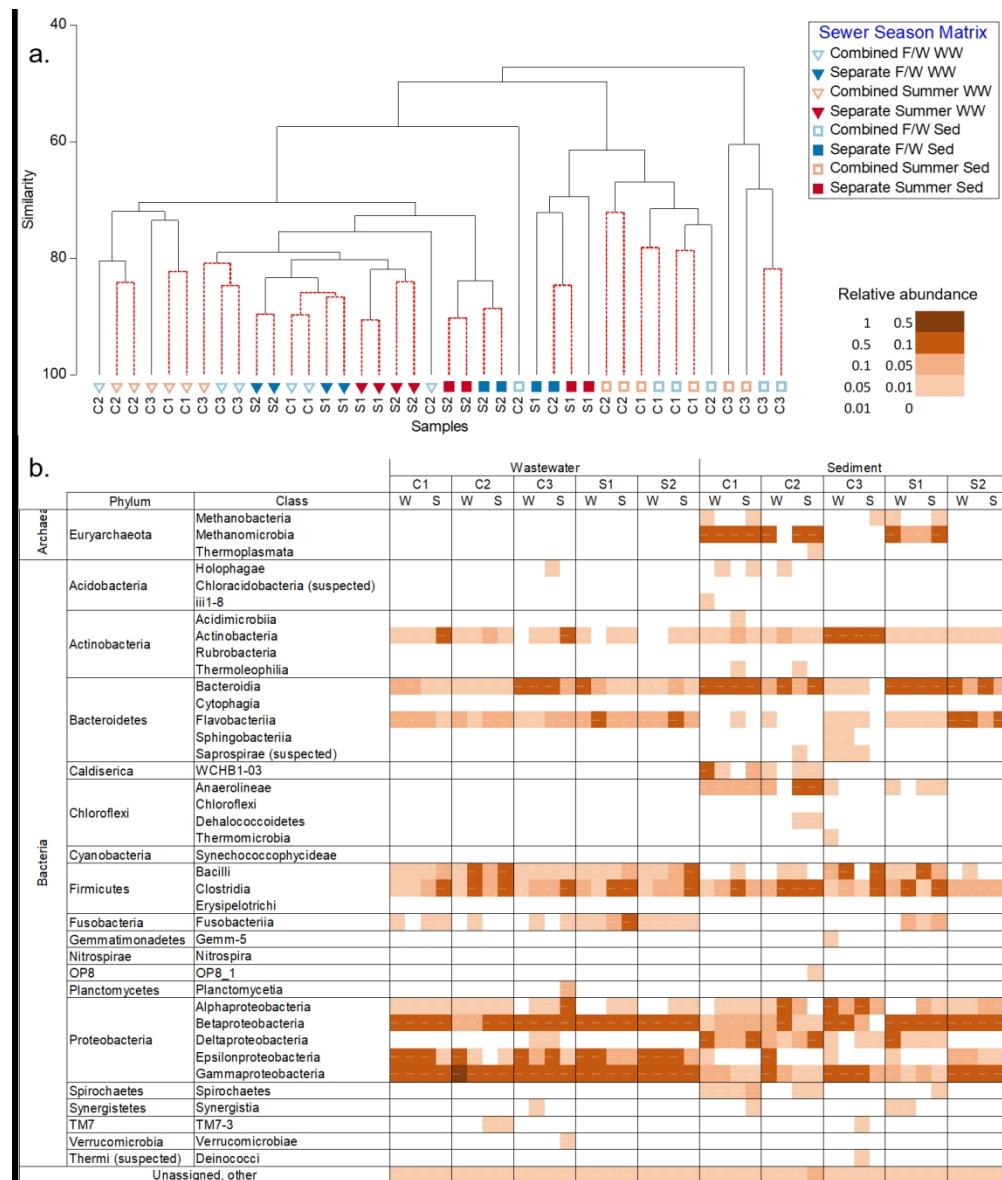 40
a.
60
80
100
Similarity
Sewer Season Matrix
Combined F/W WW
Separate F/W WW
Combined Summer WW
Separate Summer WW
Combined F/W Sed
Separate F/W Sed
Combined Summer Sed
Separate Summer Sed
Relative abundance
1 0.5
0.5 0.1
0.1 0.05
0.05 0.01
0.01 0
C2 C2 C2 C3 C1 C1 C3 C3 C3 S2 S2 C1 C1 S1 S1 S1 S1 S2 S2 C2 S2 S2 S2 S2 C2 S1 C2 S1 S1 C2 C2 C1 C1 C1 C1 C2 C3 C3 C3 C3
Samples
b.
Wastewater Sediment
C1 C2 C3 S1 S2 C1 C2 C3 S1 S2
Phylum Class W S W S W S W S W S W S W S W S W S W S
Archaea
Euryarchaeota
Methanobacteria
Methanomicrobia
Thermoplasmata
Bacteria
Acidobacteria
Holophagae
Chloracidobacteria (suspected)
iii1-8
Actinobacteria
Acidimicrobiia
Actinobacteria
Rubrobacteria
Thermoleophilia
Bacteroidetes
Bacteroidia
Cytophagia
Flavobacteriia
Sphingobacteriia
Saprospirae (suspected)
Caldiserica WCHB1-03
Chloroflexi
Anaerolineae
Chloroflexi
Dehalococcoidetes
Thermomicrobia
Cyanobacteria Synechococcophycideae
Firmicutes
Bacilli
Clostridia
Erysipelotrichi
Fusobacteria Fusobacteriia
Gemmatimonadetes Gemm-5
Nitrospirae Nitrospira
OP8 OP8_1
Planctomycetes Planctomycetia
Proteobacteria
Alphaproteobacteria
Betaproteobacteria
Deltaproteobacteria
Epsilonproteobacteria
Gammaproteobacteria
Spirochaetes Spirochaetes
Synergistetes Synergistia
TM7 TM7-3
Verrucomicrobia Verrucomicrobiae
Thermi (suspected) Deinococci
Unassigned, other